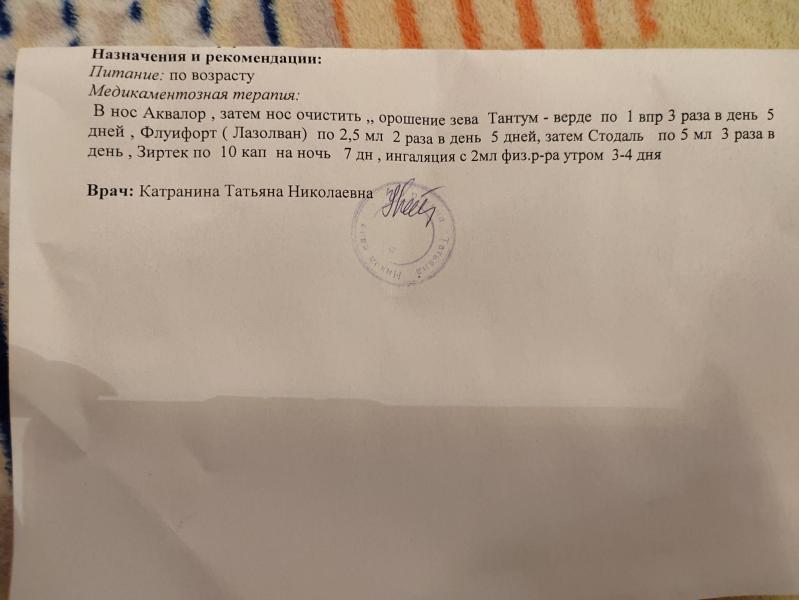 Назначения и рекомендации:
Питание: по возрасту
Медикаментозная терапия:
В нос Аквалор , затем нос очистить ,, орошение зева Тантум - верде по 1 впр 3 раза в день 5
дней , Флуифорт ( Лазолван) по 2,5 мл 2 раза в день 5 дней, затем Стодаль по 5 мл 3 раза в
день , Зиртек по 10 кап на ночь 7 дн , ингаляция с 2мл физ.р-ра утром 3-4 дня
Врач: Катранина Татьяна Николаевна
Татьяна